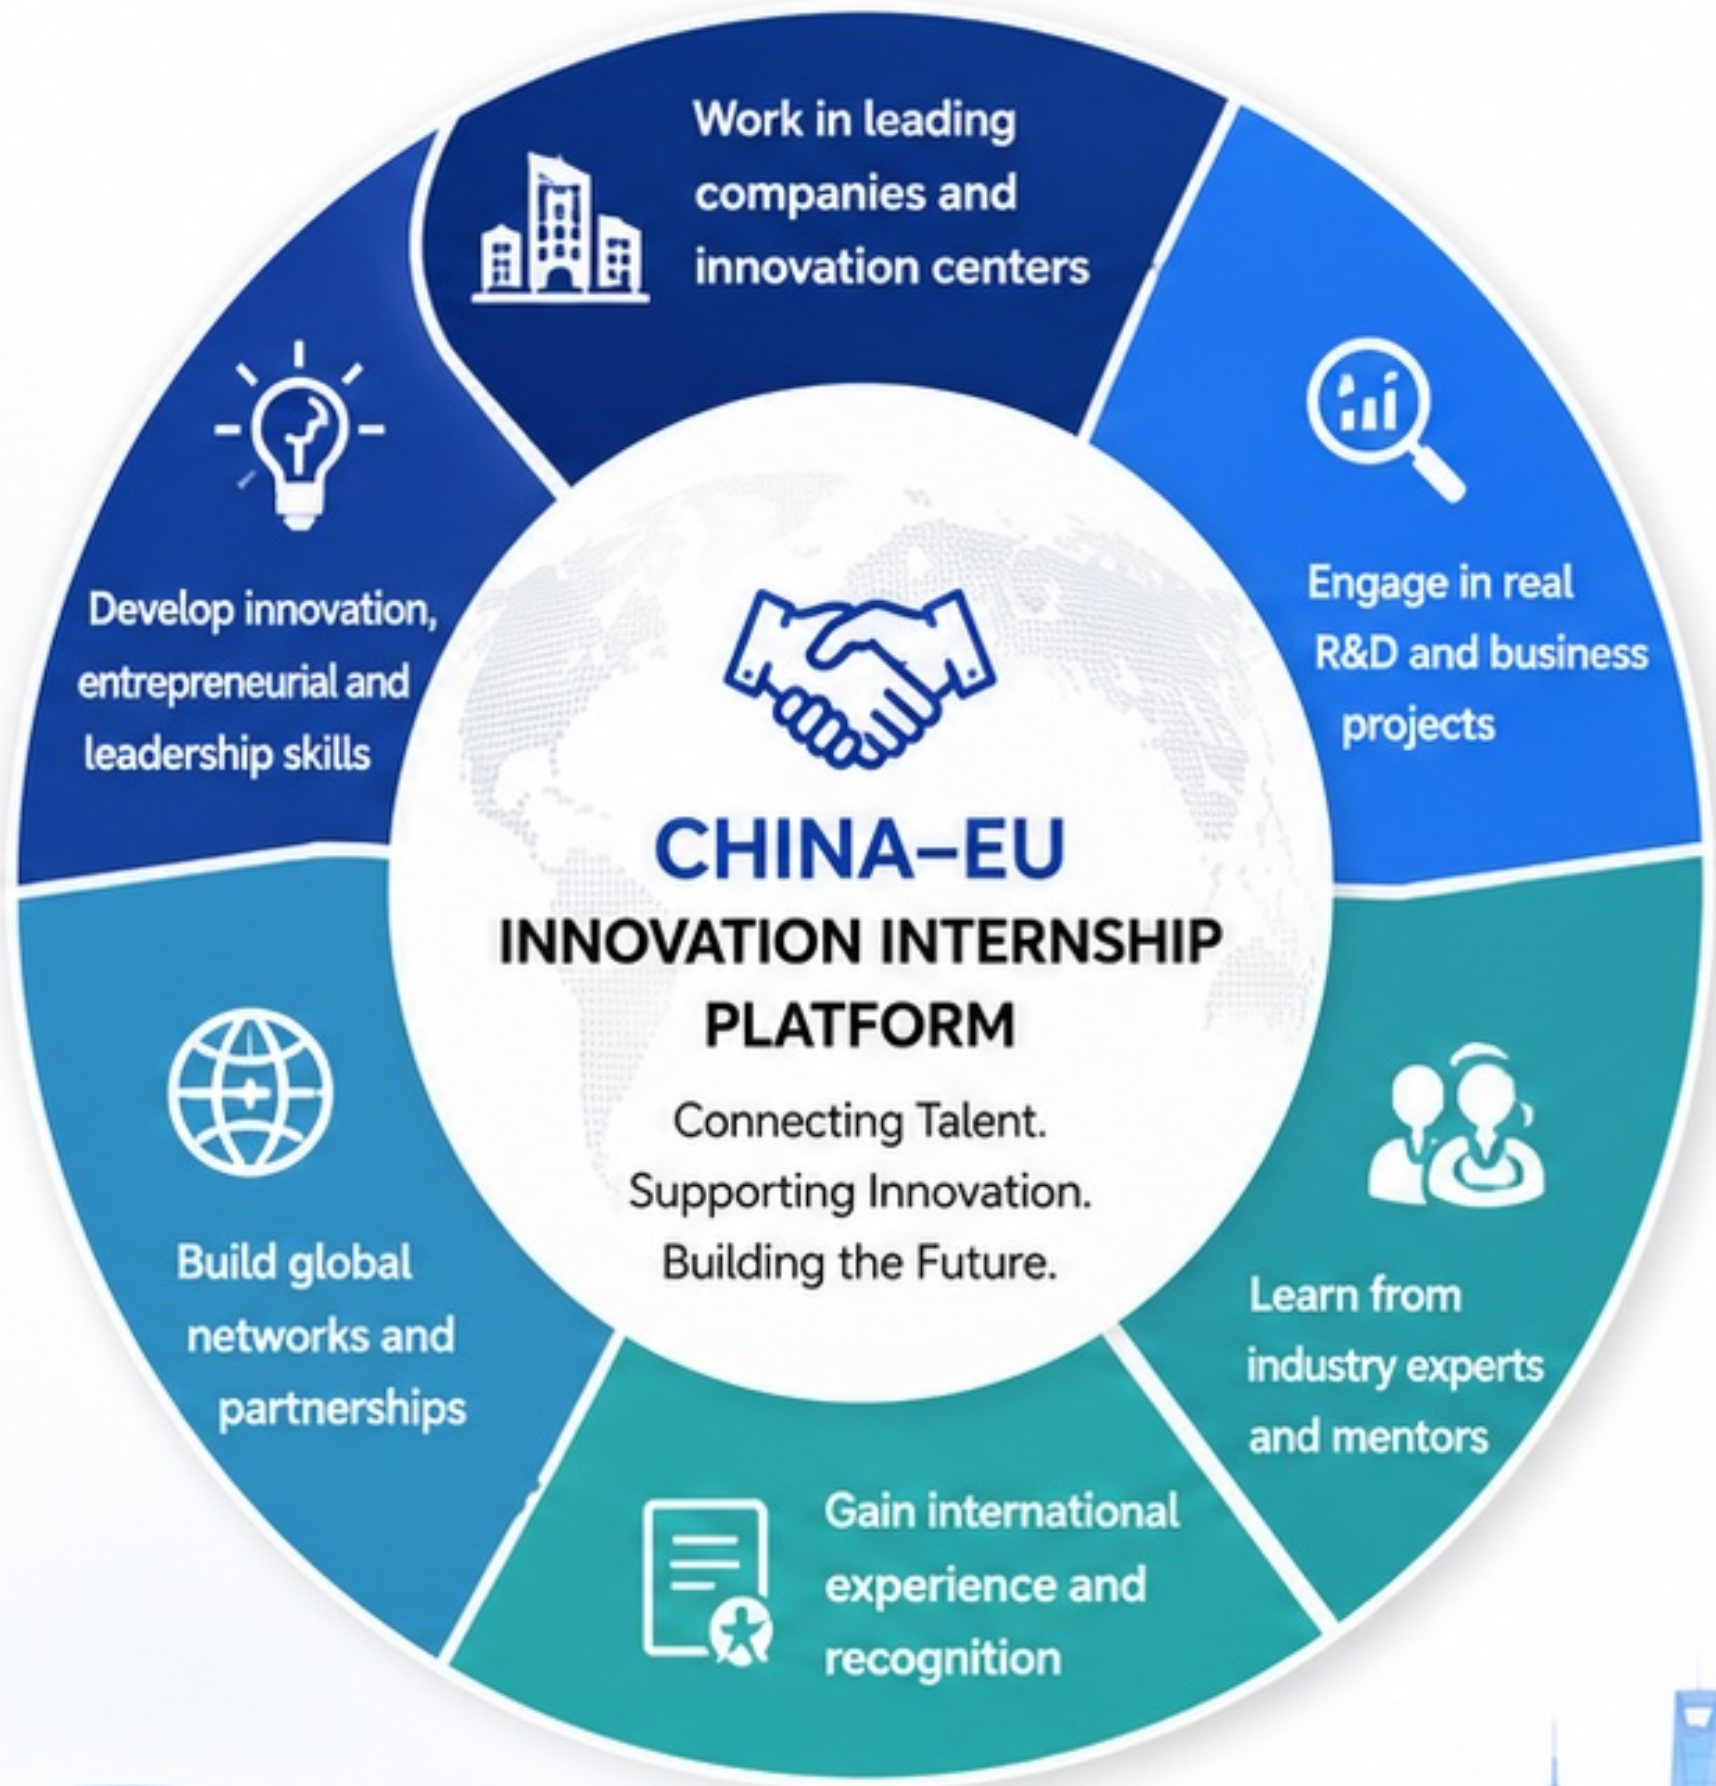 Work in leading
companies and
innovation centers
Engage in real
R&D and business
projects
Learn from
industry experts
and mentors
Gain international
experience and
recognition
Build global
networks and
partnerships
Develop innovation,
entrepreneurial and
leadership skills
CHINA–EU
INNOVATION INTERNSHIP
PLATFORM
Connecting Talent.
Supporting Innovation.
Building the Future.